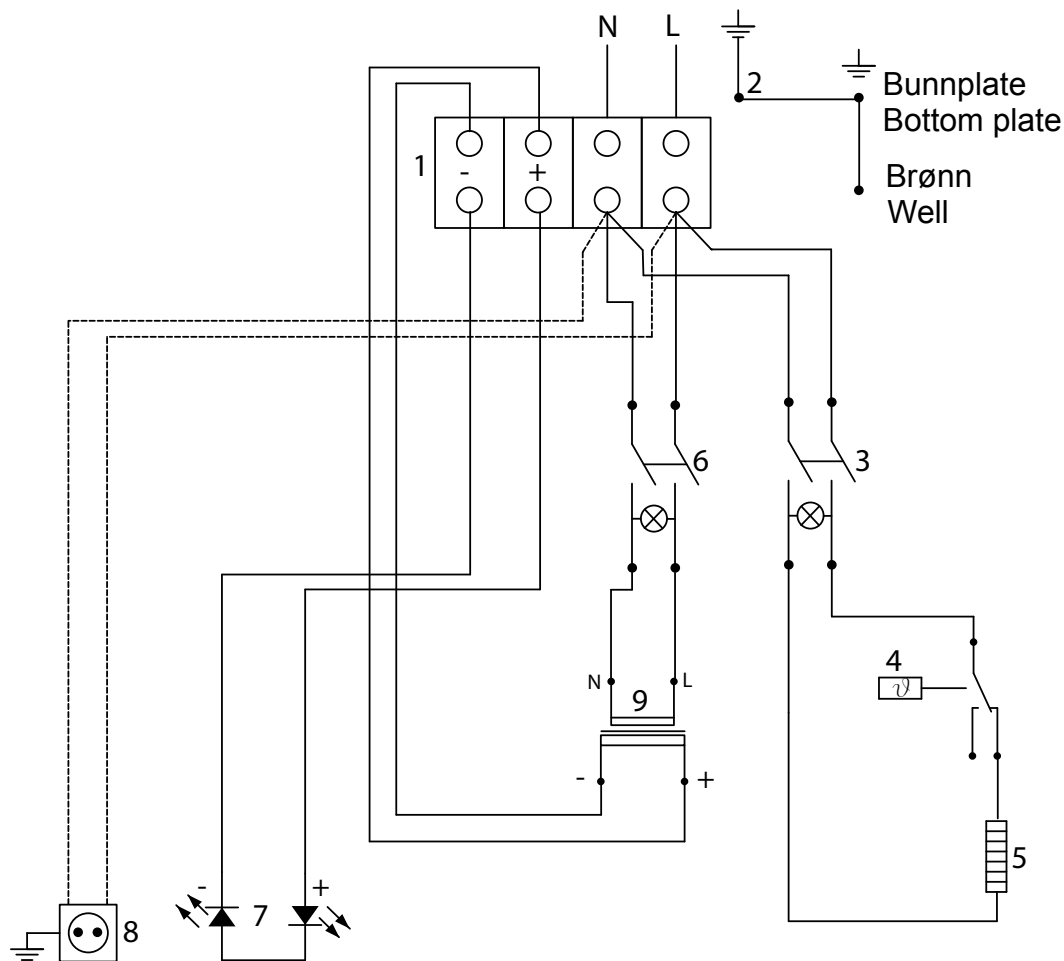 N
L
2
Bunnplate
Bottom plate
1
-
+
Brønn
Well
6
3
4
ϑ
N
9
L
-
+
5
-
7
+
8